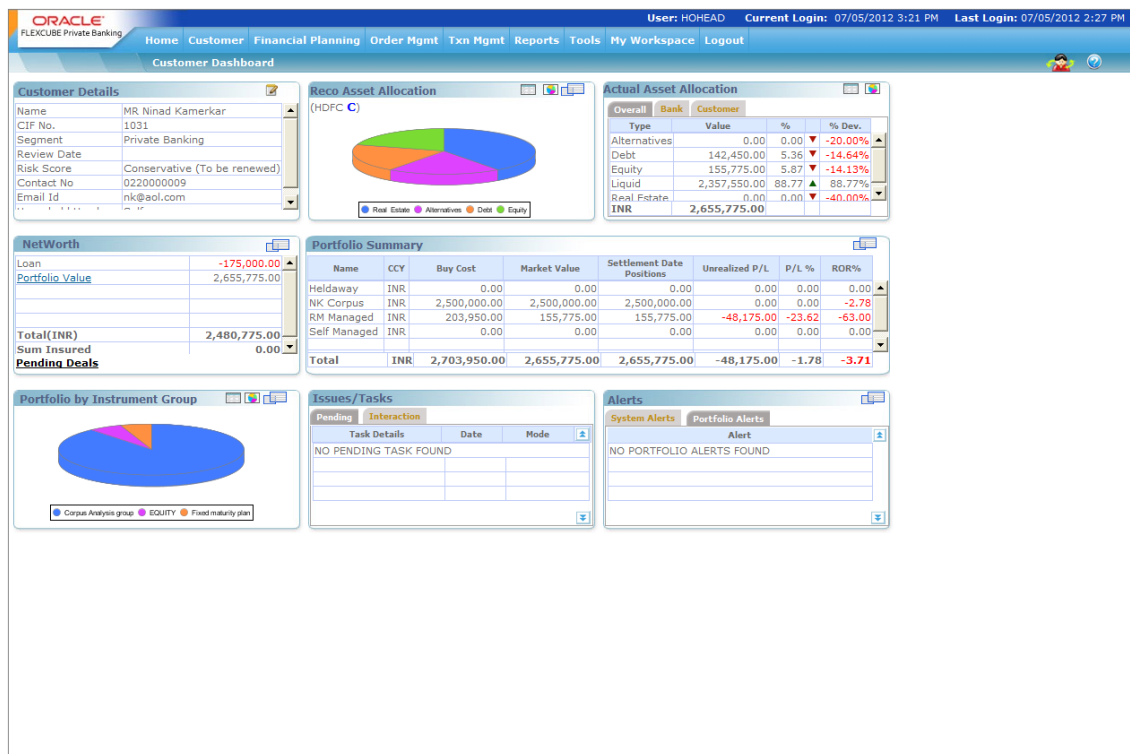 ORACLE
FLEXCUBE Private Banking
User: HOHEAD Current Login: 07/05/2012 3:21 PM Last Login: 07/05/2012 2:27 PM
Home Customer Financial Planning Order Mgmt Txn Mgmt Reports Tools My Workspace Logout
Customer Dashboard
Customer Details
Name MR Ninad Kamerkar
CIF No. 1031
Segment Private Banking
Review Date
Risk Score Conservative (To be renewed)
Contact No 0220000009
Email Id nk@aol.com
Reco Asset Allocation
(HDFC C)
Real Estate Alternatives Debt Equity
Actual Asset Allocation
Overall Bank Customer
Type Value % % Dev.
Alternatives 0.00 0.00 ▼ -20.00%
Debt 142,450.00 5.36 ▼ -14.64%
Equity 155,775.00 5.87 ▼ -14.13%
Liquid 2,357,550.00 88.77 ▲ 88.77%
Real Estate 0.00 0.00 ▼ -40.00%
INR 2,655,775.00
NetWorth
Loan -175,000.00
Portfolio Value 2,655,775.00
Total(INR) 2,480,775.00
Sum Insured 0.00
Pending Deals
Portfolio Summary
Name CCY Buy Cost Market Value Settlement Date Positions Unrealized P/L P/L % ROR%
Heldaway INR 0.00 0.00 0.00 0.00 0.00 0.00
NK Corpus INR 2,500,000.00 2,500,000.00 2,500,000.00 0.00 0.00 -2.78
RM Managed INR 203,950.00 155,775.00 155,775.00 -48,175.00 -23.62 -63.00
Self Managed INR 0.00 0.00 0.00 0.00 0.00 0.00
Total INR 2,703,950.00 2,655,775.00 2,655,775.00 -48,175.00 -1.78 -3.71
Portfolio by Instrument Group
Corpus Analysis group EQUITY Fixed maturity plan
Issues/Tasks
Pending Interaction
Task Details Date Mode
NO PENDING TASK FOUND
Alerts
System Alerts Portfolio Alerts
Alert
NO PORTFOLIO ALERTS FOUND